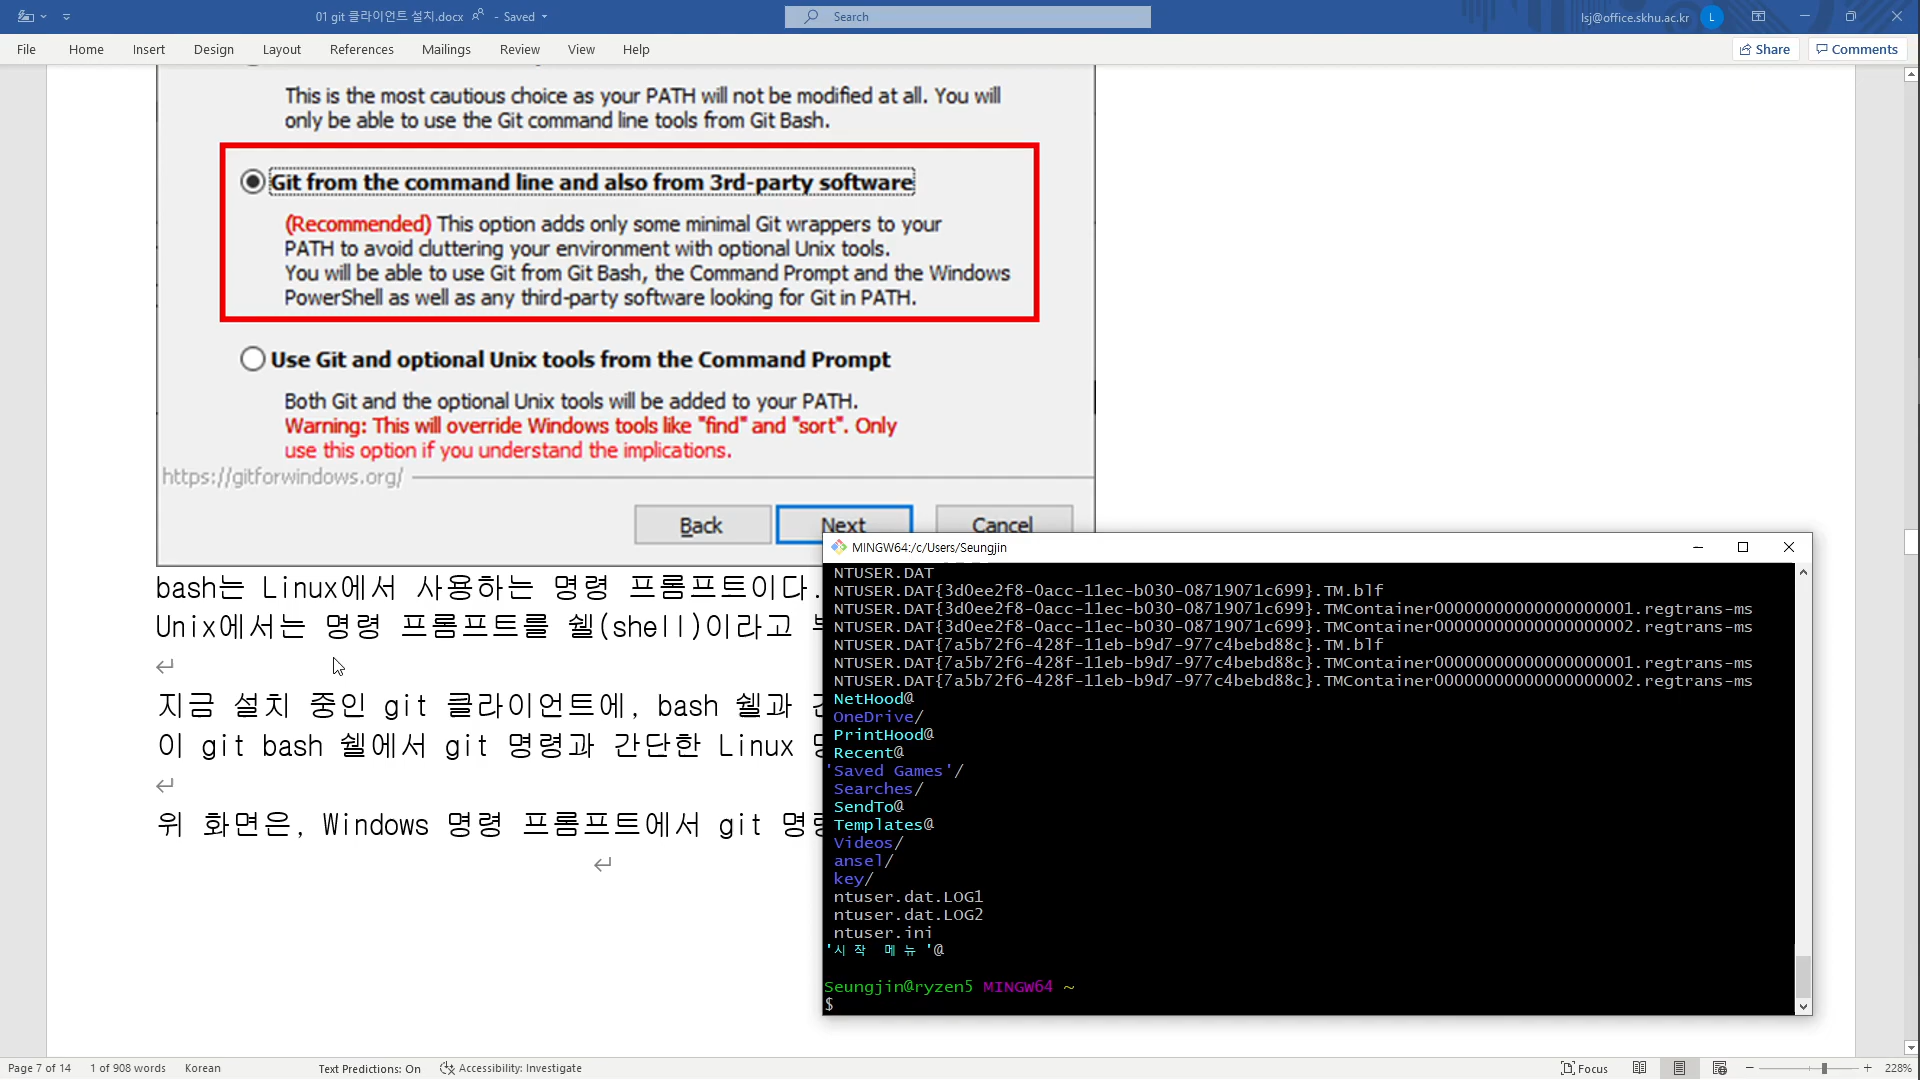 01 git 클라이언트 설치.docx - Saved
Search
lsj@office.skhu.ac.kr
L
File Home Insert Design Layout References Mailings Review View Help
Share Comments
This is the most cautious choice as your PATH will not be modified at all. You will
only be able to use the Git command line tools from Git Bash.
Git from the command line and also from 3rd-party software
(Recommended) This option adds only some minimal Git wrappers to your
PATH to avoid cluttering your environment with optional Unix tools.
You will be able to use Git from Git Bash, the Command Prompt and the Windows
PowerShell as well as any third-party software looking for Git in PATH.
Use Git and optional Unix tools from the Command Prompt
Both Git and the optional Unix tools will be added to your PATH.
Warning: This will override Windows tools like "find" and "sort". Only
use this option if you understand the implications.
https://gitforwindows.org/
Back Next Cancel
bash는 Linux에서 사용하는 명령 프롬프트이다.
Unix에서는 명령 프롬프트를 쉘(shell)이라고
지금 설치 중인 git 클라이언트에, bash 쉘과
이 git bash 쉘에서 git 명령과 간단한 Linux
위 화면은, Windows 명령 프롬프트에서 git 명령
MINGW64:/c/Users/Seungjin
NTUSER.DAT
NTUSER.DAT{3d0ee2f8-0acc-11ec-b030-08719071c699}.TM.blf
NTUSER.DAT{3d0ee2f8-0acc-11ec-b030-08719071c699}.TMContainer00000000000000000001.regtrans-ms
NTUSER.DAT{3d0ee2f8-0acc-11ec-b030-08719071c699}.TMContainer00000000000000000002.regtrans-ms
NTUSER.DAT{7a5b72f6-428f-11eb-b9d7-977c4bebd88c}.TM.blf
NTUSER.DAT{7a5b72f6-428f-11eb-b9d7-977c4bebd88c}.TMContainer00000000000000000001.regtrans-ms
NTUSER.DAT{7a5b72f6-428f-11eb-b9d7-977c4bebd88c}.TMContainer00000000000000000002.regtrans-ms
NetHood@
OneDrive/
PrintHood@
Recent@
'Saved Games'/
Searches/
SendTo@
Templates@
Videos/
ansel/
key/
ntuser.dat.LOG1
ntuser.dat.LOG2
ntuser.ini
'시작 메뉴'@
Seungjin@ryzen5 MINGW64 ~
$
Page 7 of 14 1 of 908 words Korean Text Predictions: On Accessibility: Investigate Focus 228%